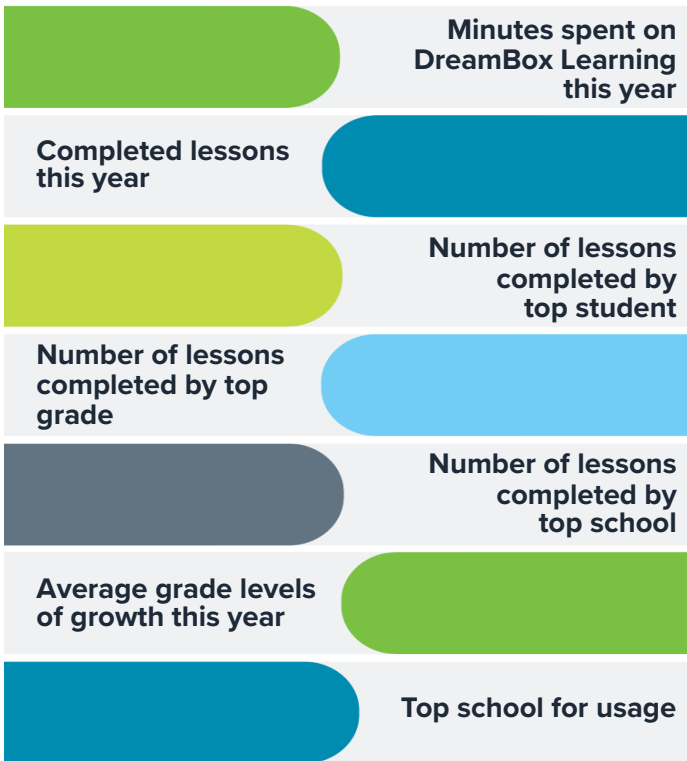 Minutes spent on
DreamBox Learning
this year
Completed lessons
this year
Number of lessons
completed by
top student
Number of lessons
completed by top
grade
Number of lessons
completed by
top school
Average grade levels
of growth this year
Top school for usage